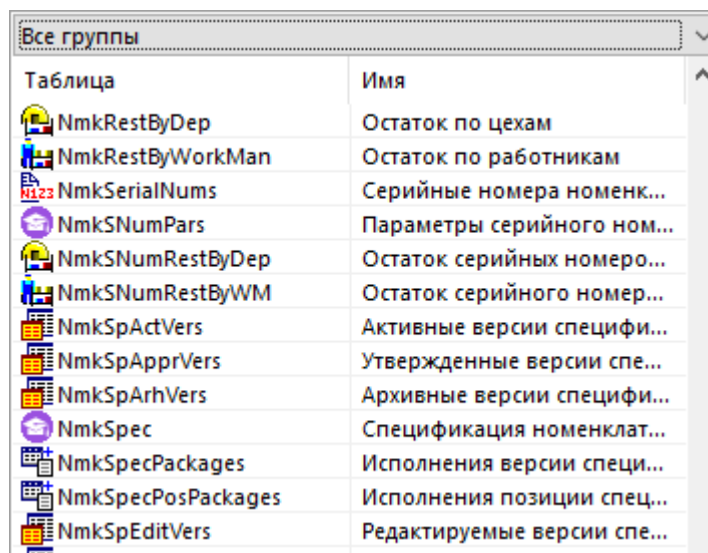 Все группы
Таблица Имя
NmkRestByDep Остаток по цехам
NmkRestByWorkMan Остаток по работникам
NmkSerialNums Серийные номера номенк...
NmkSNumPars Параметры серийного ном...
NmkSNumRestByDep Остаток серийных номеро...
NmkSNumRestByWM Остаток серийного номер...
NmkSpActVers Активные версии специфи...
NmkSpApprVers Утвержденные версии спе...
NmkSpArhVers Архивные версии специфи...
NmkSpec Спецификация номенклат...
NmkSpecPackages Исполнения версии специ...
NmkSpecPosPackages Исполнения позиции спец...
NmkSpEditVers Редактируемые версии спе...